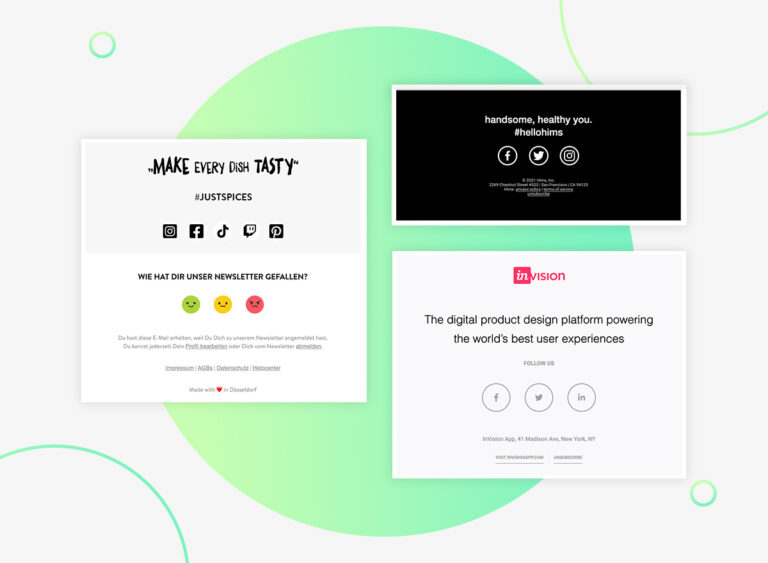 „MAKE EVERY DiSH TASTY“
#JUSTSPICES
WIE HAT DIR UNSER NEWSLETTER GEFALLEN?
Du hast diese E-Mail erhalten, weil Du Dich zu unserem Newsletter angemeldet hast.
Du kannst jederzeit Dein Profil bearbeiten oder Dich vom Newsletter abmelden.
Impressum | AGBs | Datenschutz | Helpcenter
Made with ❤ in Düsseldorf
handsome, healthy you.
#hellohims
© 2021 Hims, Inc.
2269 Chestnut Street #523 | San Francisco | CA 94123
Hims: privacy policy | terms of service
unsubscribe
inVISION
The digital product design platform powering
the world’s best user experiences
FOLLOW US
InVision App, 41 Madison Ave, New York, NY
VISIT INVISIONAPP.COM | UNSUBSCRIBE